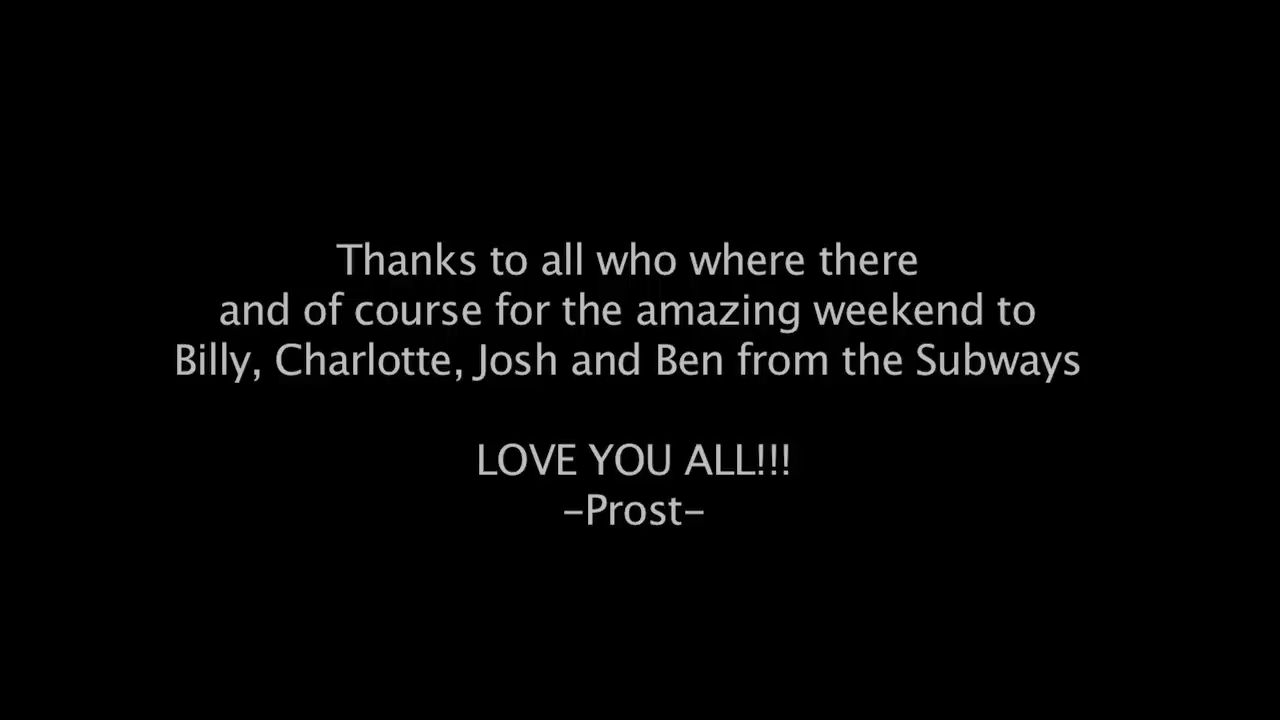 Thanks to all who where there
and of course for the amazing weekend to
Billy, Charlotte, Josh and Ben from the Subways
LOVE YOU ALL!!!
-Prost-